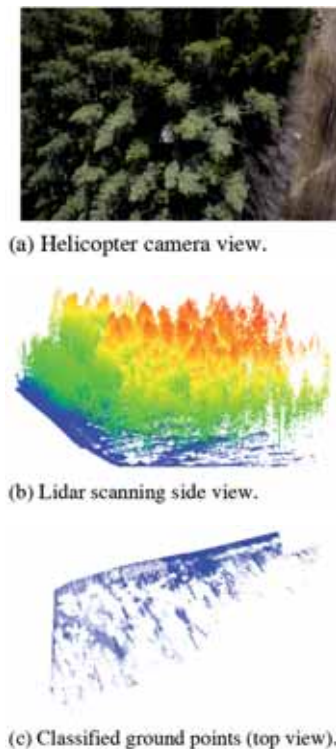 (a) Helicopter camera view.
(b) Lidar scanning side view.
(c) Classified ground points (top view).